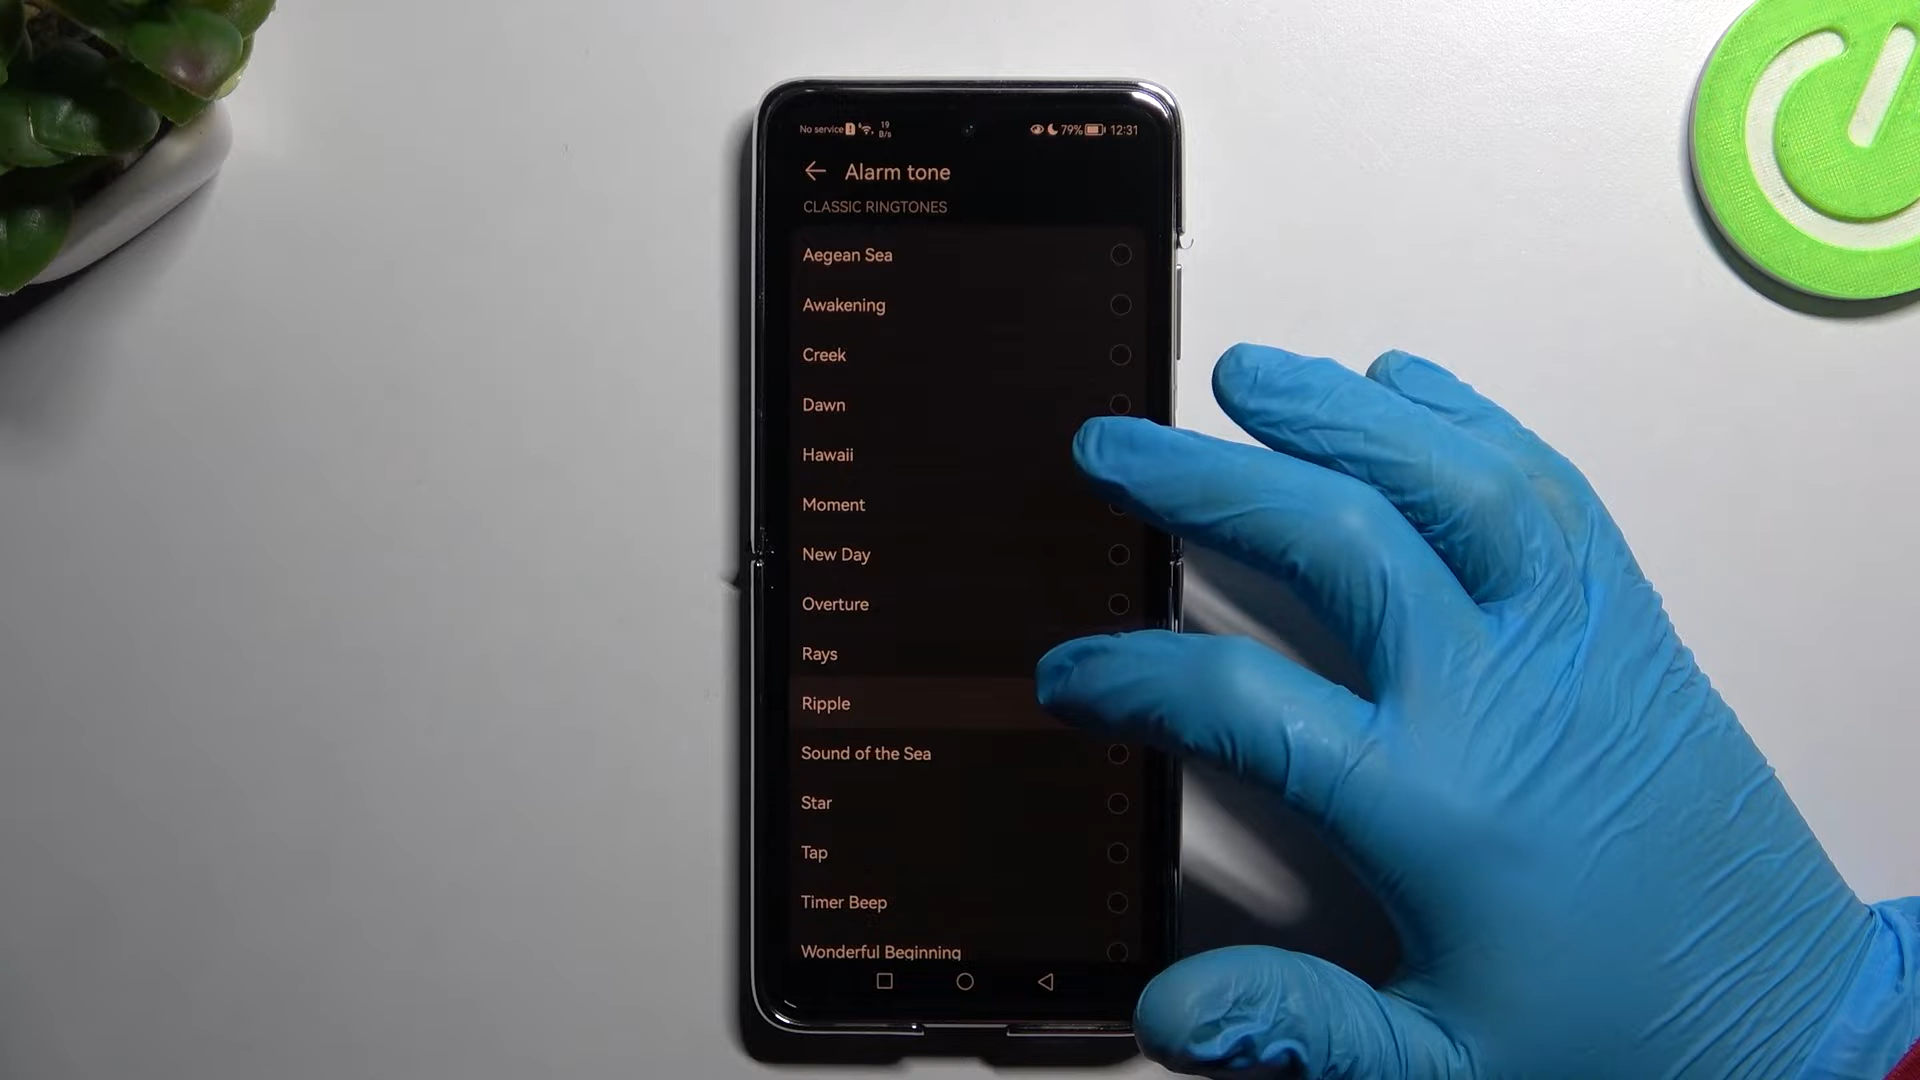 No service 19 B/s 79% 12:31
Alarm tone
CLASSIC RINGTONES
Aegean Sea
Awakening
Creek
Dawn
Hawaii
Moment
New Day
Overture
Rays
Ripple
Sound of the Sea
Star
Tap
Timer Beep
Wonderful Beginning